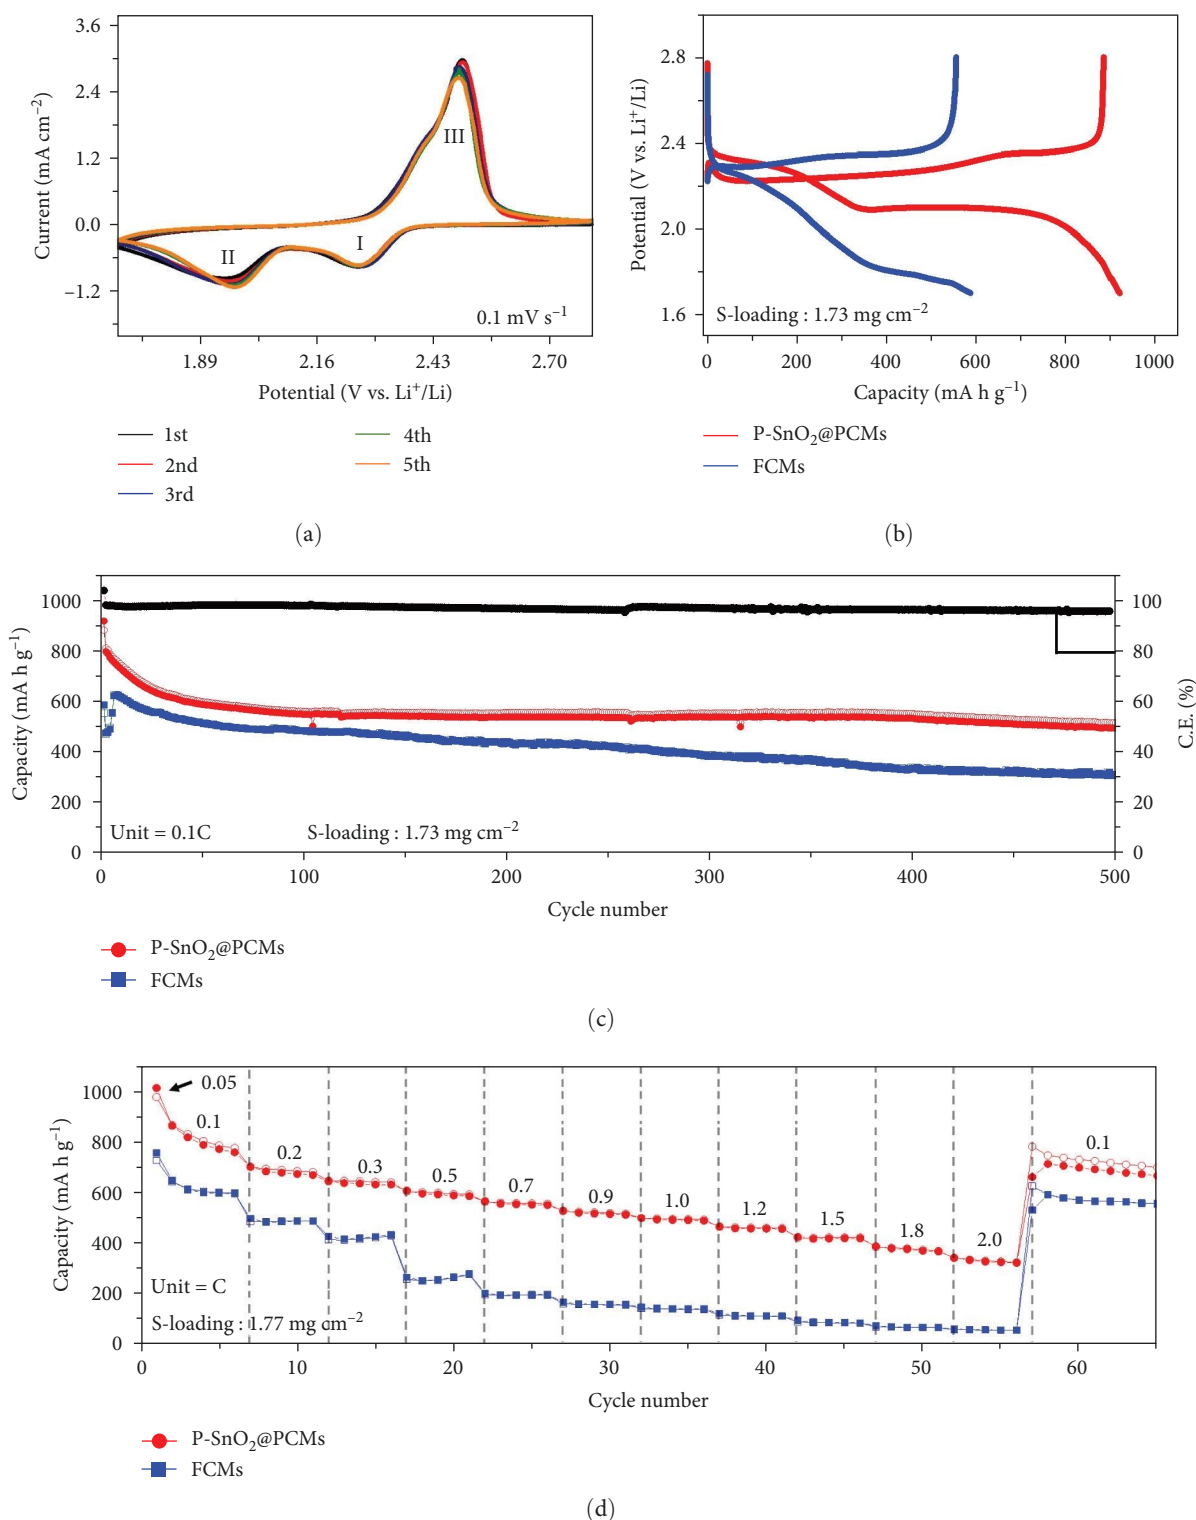 3.6
2.4
1.2
0.0
−1.2
Current (mA cm⁻²)
III
I
II
0.1 mV s⁻¹
1.89
2.16
2.43
2.70
Potential (V vs. Li⁺/Li)
1st
2nd
3rd
4th
5th
(a)
2.8
2.4
2.0
1.6
Potential (V vs. Li⁺/Li)
S-loading : 1.73 mg cm⁻²
0
200
400
600
800
1000
Capacity (mA h g⁻¹)
P-SnO₂@PCMs
FCMs
(b)
1000
800
600
400
200
0
Capacity (mA h g⁻¹)
100
80
60
40
20
0
C.E. (%)
Unit = 0.1C
S-loading : 1.73 mg cm⁻²
0
100
200
300
400
500
Cycle number
P-SnO₂@PCMs
FCMs
(c)
1000
800
600
400
200
0
Capacity (mA h g⁻¹)
0.05
0.1
0.2
0.3
0.5
0.7
0.9
1.0
1.2
1.5
1.8
2.0
0.1
Unit = C
S-loading : 1.77 mg cm⁻²
0
10
20
30
40
50
60
Cycle number
P-SnO₂@PCMs
FCMs
(d)